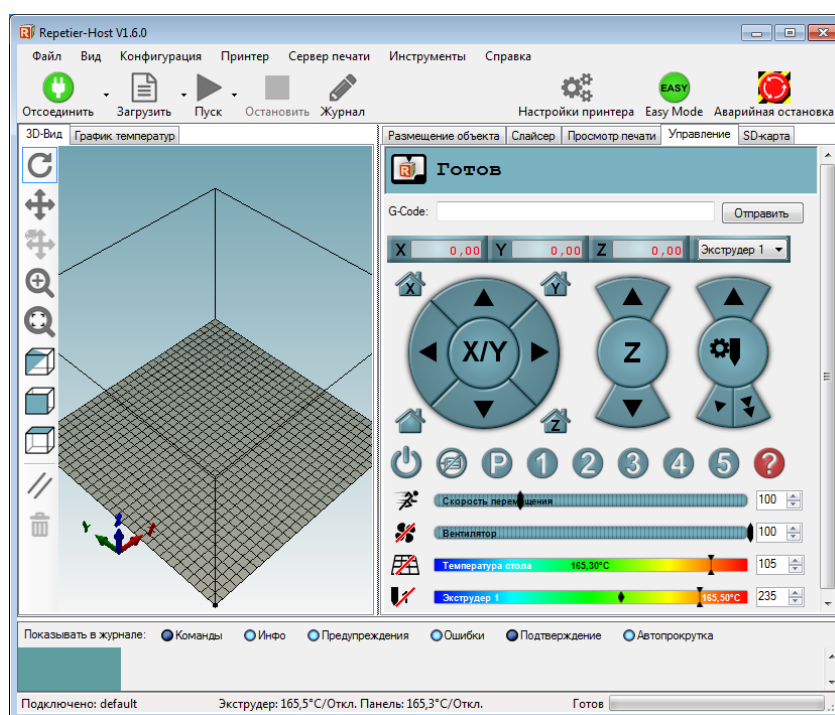 Repetier-Host V1.6.0
Файл Вид Конфигурация Принтер Сервер печати Инструменты Справка
EASY
Отсоединить Загрузить Пуск Остановить Журнал Настройки принтера Easy Mode Аварийная остановка
3D-Вид График температур Размещение объекта Слайсер Просмотр печати Управление SD-карта
Готов
G-Code: Отправить
X 0,00 Y 0,00 Z 0,00 Экструдер 1
X Y
X/Y Z
Z
P 1 2 3 4 5 ?
Скорость перемещения 100
Вентилятор 100
Температура стола 165,30°C 105
Экструдер 1 165,50°C 235
Показывать в журнале: Команды Инфо Предупреждения Ошибки Подтверждение Автопрокрутка
Подключено: default Экструдер: 165,5°C/Откл. Панель: 165,3°C/Откл. Готов